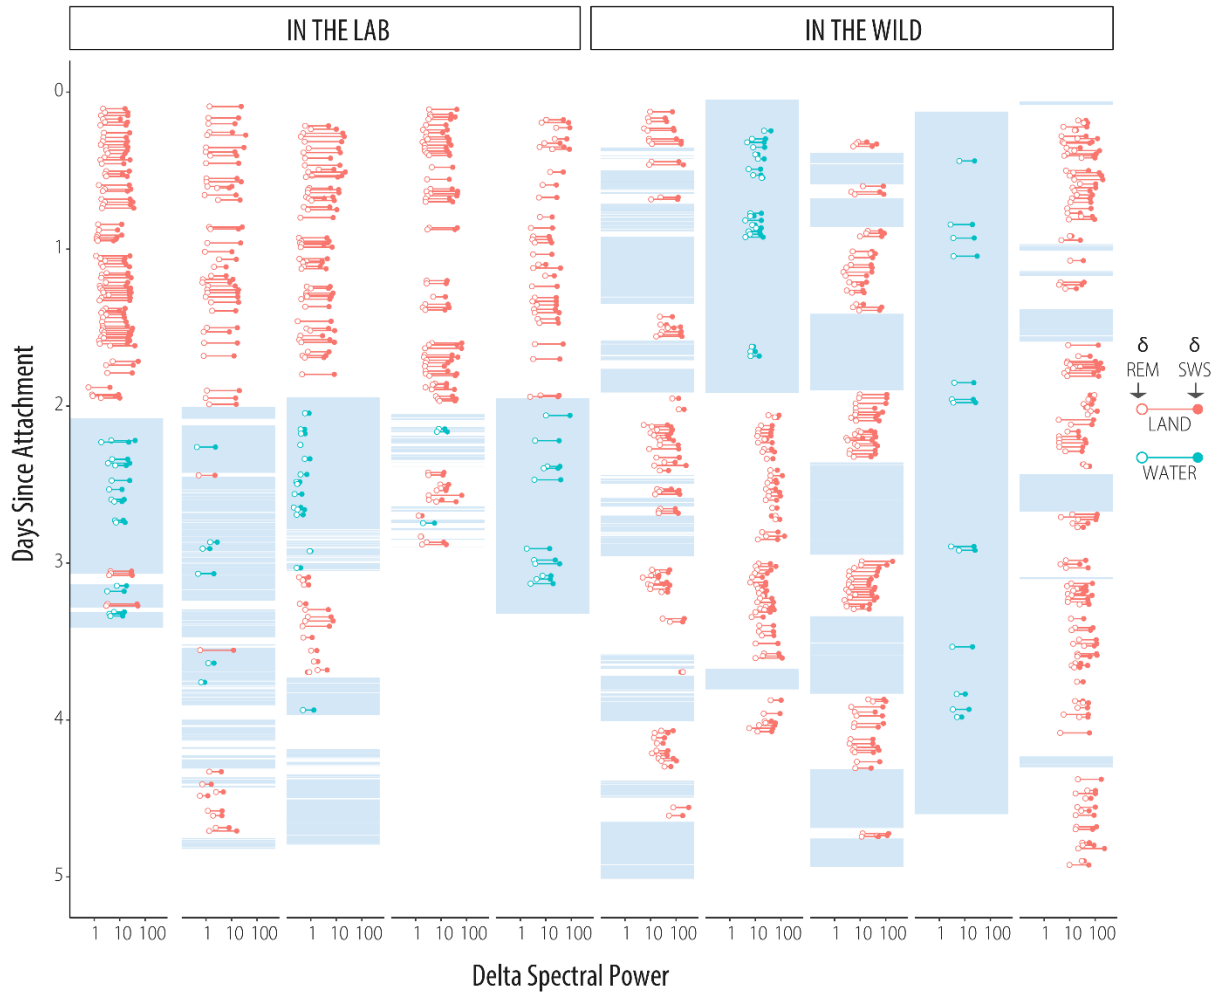 IN THE LAB
IN THE WILD
Days Since Attachment
0
1
2
3
4
5
δ δ
REM SWS
LAND
WATER
1 10 100 1 10 100 1 10 100 1 10 100 1 10 100 1 10 100 1 10 100 1 10 100 1 10 100 1 10 100
Delta Spectral Power